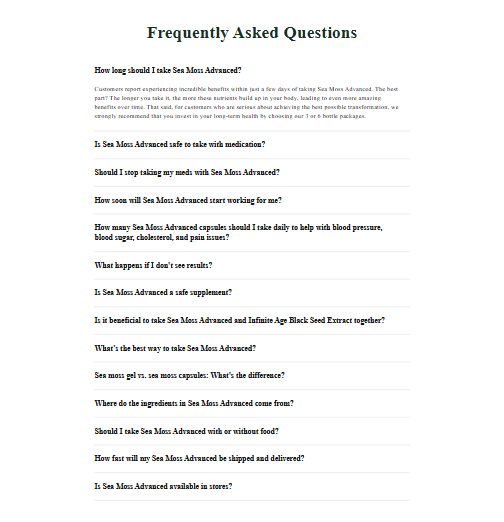 Frequently Asked Questions
How long should I take Sea Moss Advanced?
Customers report experiencing incredible benefits within just a few days of taking Sea Moss Advanced. The best
part? The longer you take it, the more these nutrients build up in your body, leading to even more amazing
benefits over time. That said, for customers who are serious about achieving the best possible transformation, we
strongly recommend that you invest in your long-term health by choosing our 3 or 6 bottle packages.
Is Sea Moss Advanced safe to take with medication?
Should I stop taking my meds with Sea Moss Advanced?
How soon will Sea Moss Advanced start working for me?
How many Sea Moss Advanced capsules should I take daily to help with blood pressure,
blood sugar, cholesterol, and pain issues?
What happens if I don't see results?
Is Sea Moss Advanced a safe supplement?
Is it beneficial to take Sea Moss Advanced and Infinite Age Black Seed Extract together?
What's the best way to take Sea Moss Advanced?
Sea moss gel vs. sea moss capsules: What's the difference?
Where do the ingredients in Sea Moss Advanced come from?
Should I take Sea Moss Advanced with or without food?
How fast will my Sea Moss Advanced be shipped and delivered?
Is Sea Moss Advanced available in stores?